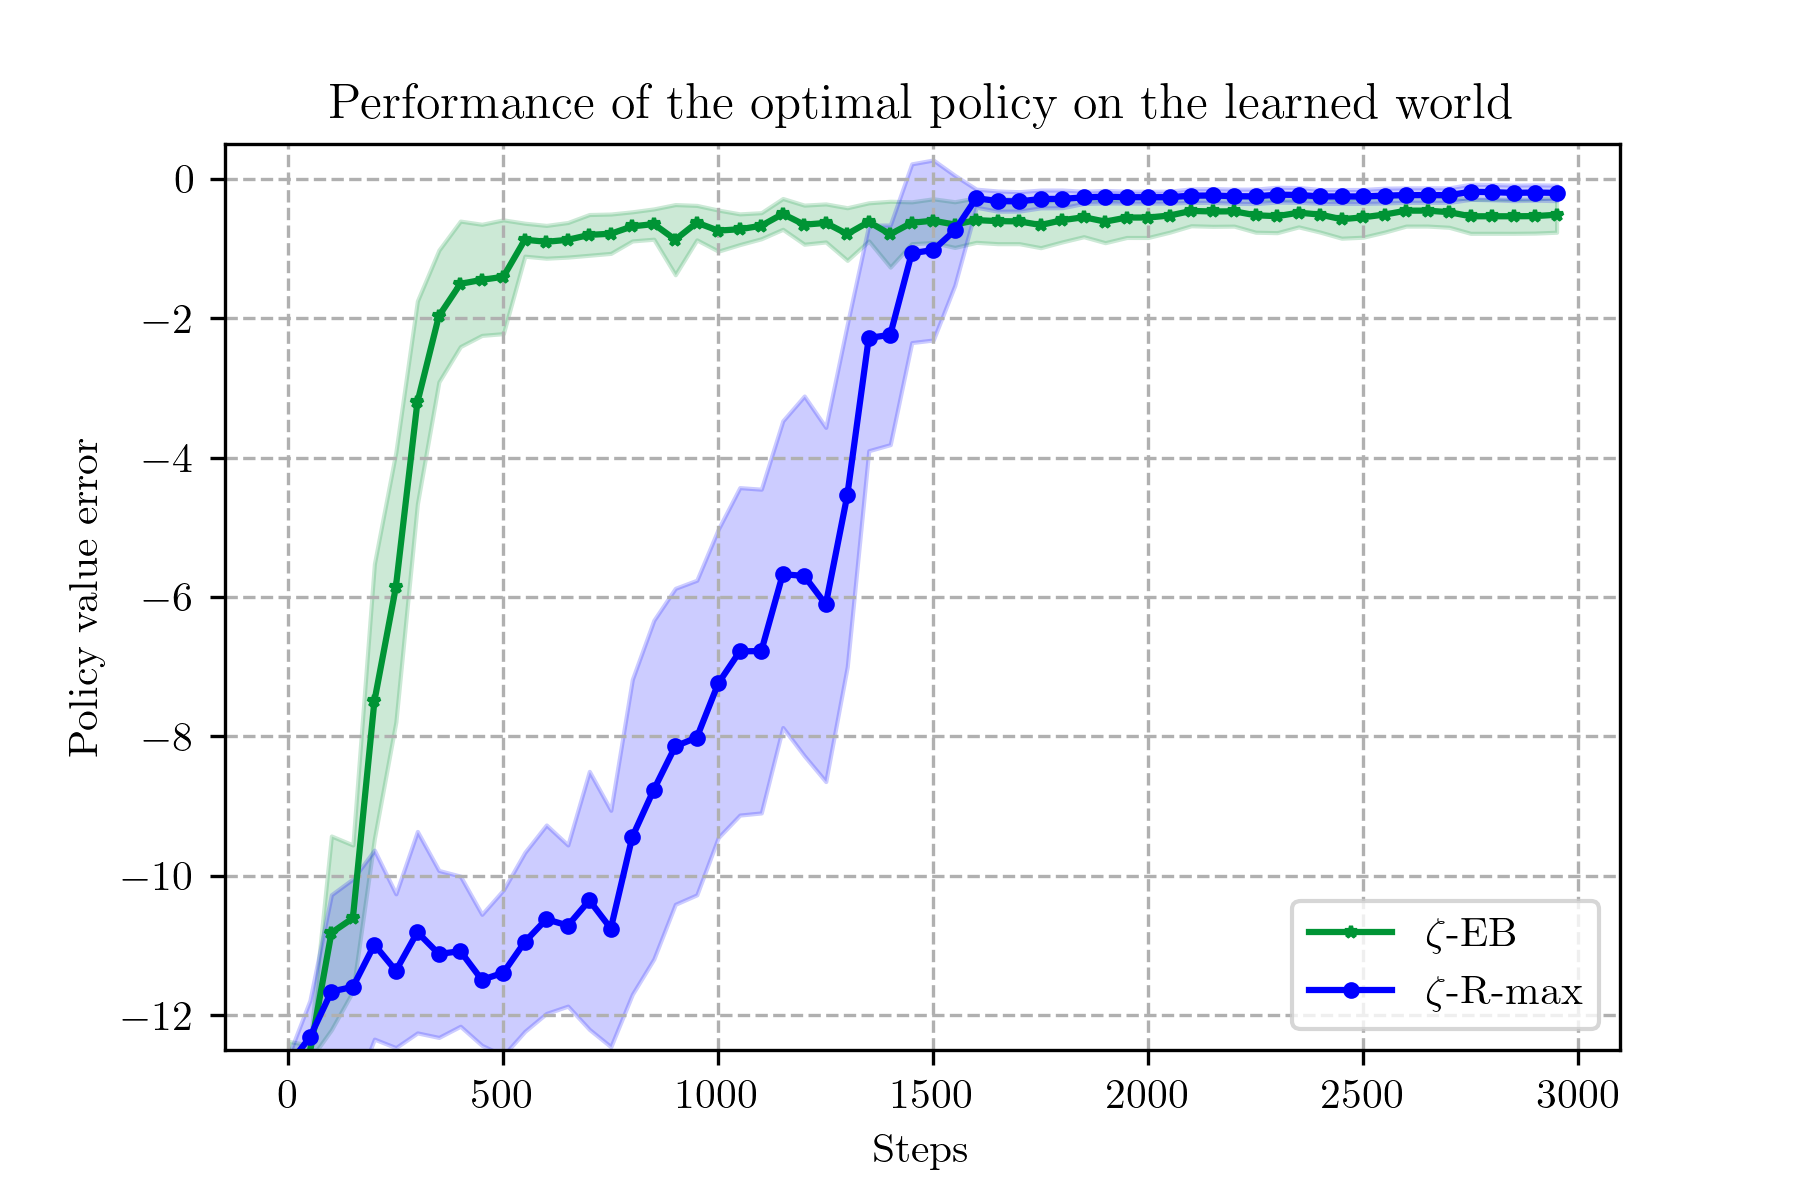 Performance of the optimal policy on the learned world
Policy value error
0
−2
−4
−6
−8
−10
−12
ζ-EB
ζ-R-max
0 500 1000 1500 2000 2500 3000
Steps